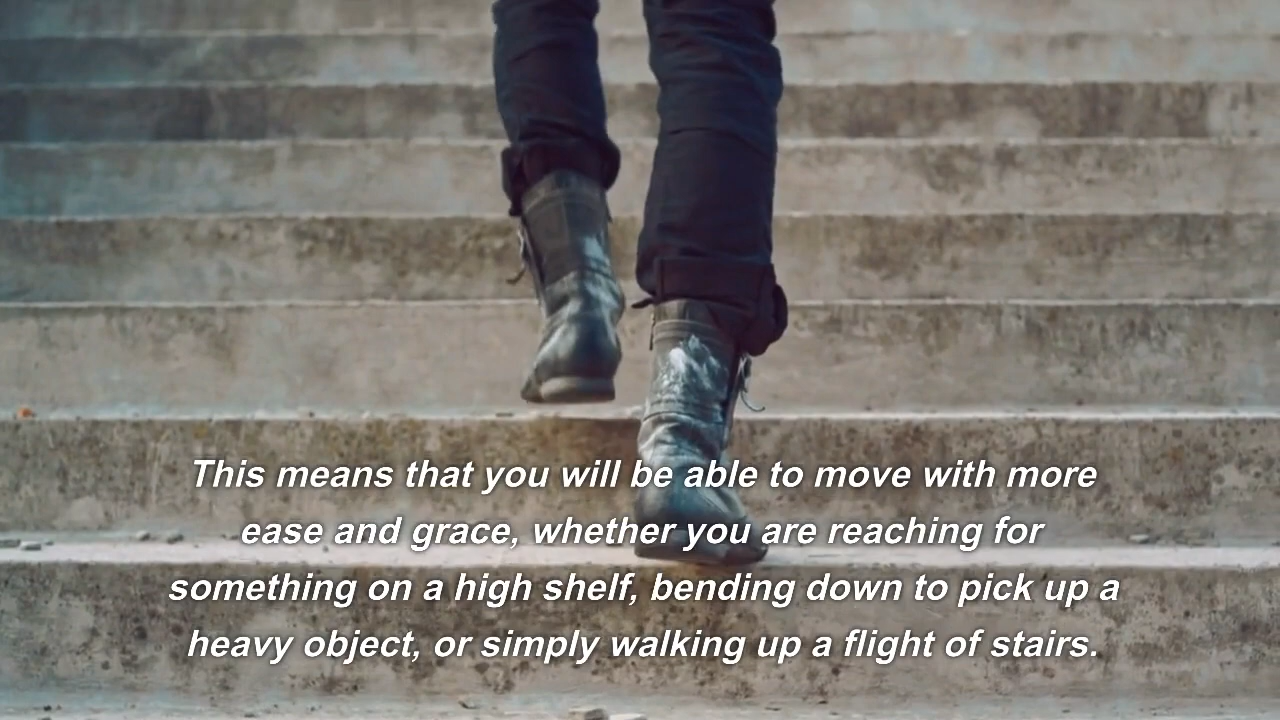 This means that you will be able to move with more
ease and grace, whether you are reaching for
something on a high shelf, bending down to pick up a
heavy object, or simply walking up a flight of stairs.